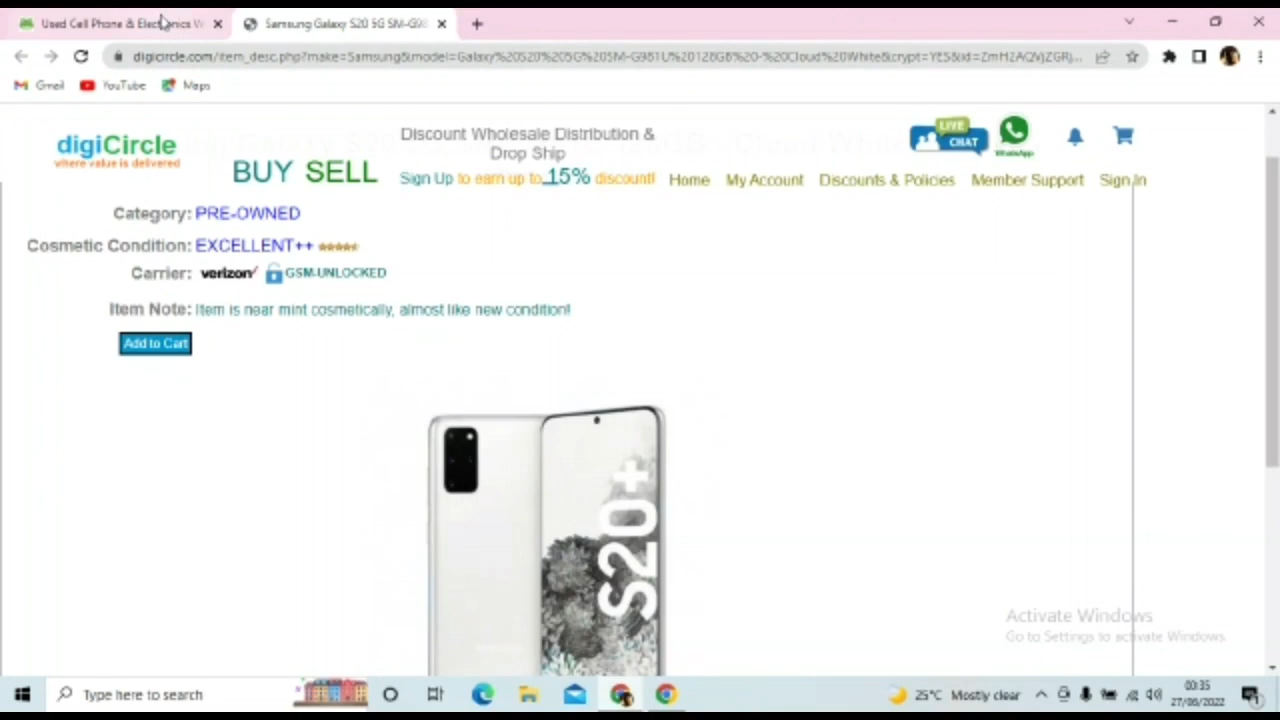 Used Cell Phone & Electronics W
Samsung Galaxy S20 5G SM-G98
digicircle.com/item_desc.php?make=Samsung&model=Galaxy%20S20%205G%20SM-G981U%20128GB%20-%20Cloud%20White&crypt=YES&id=
Gmail
YouTube
Maps
digiCircle
where value is delivered
BUY SELL
Discount Wholesale Distribution &
Drop Ship
Sign Up to earn up to 15% discount!
LIVE
CHAT
WhatsApp
Home My Account Discounts & Policies Member Support Sign In
Category: PRE-OWNED
Cosmetic Condition: EXCELLENT++
Carrier: verizon GSM-UNLOCKED
Item Note: Item is near mint cosmetically, almost like new condition!
Add to Cart
S20+
Activate Windows
Go to Settings to activate Windows.
Type here to search
25°C Mostly clear
00:35
27/06/2022